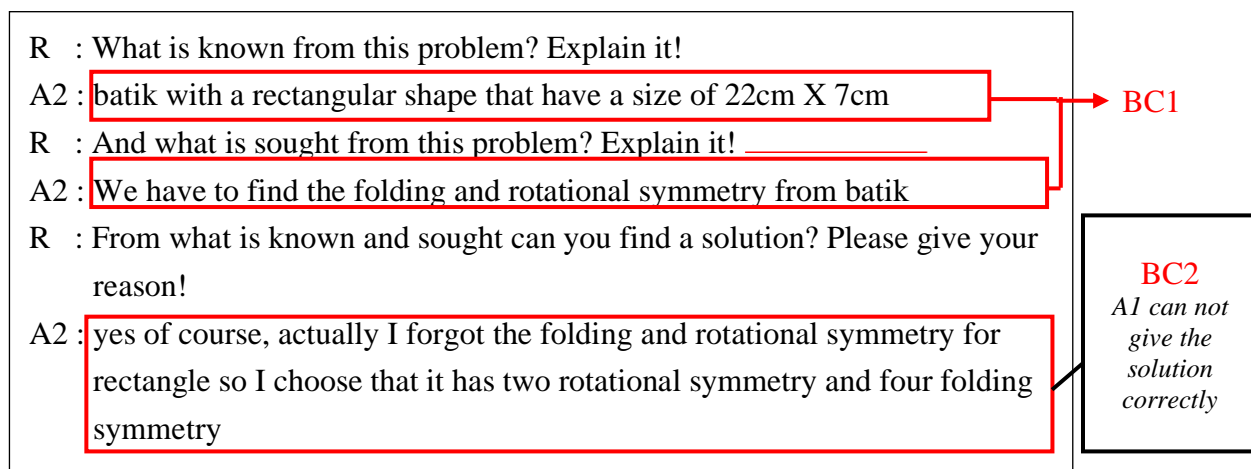 R : What is known from this problem? Explain it!
A2 : batik with a rectangular shape that have a size of 22cm X 7cm
BC1
R : And what is sought from this problem? Explain it!
A2 : We have to find the folding and rotational symmetry from batik
R : From what is known and sought can you find a solution? Please give your
reason!
A2 : yes of course, actually I forgot the folding and rotational symmetry for
rectangle so I choose that it has two rotational symmetry and four folding
symmetry
BC2
A1 can not
give the
solution
correctly